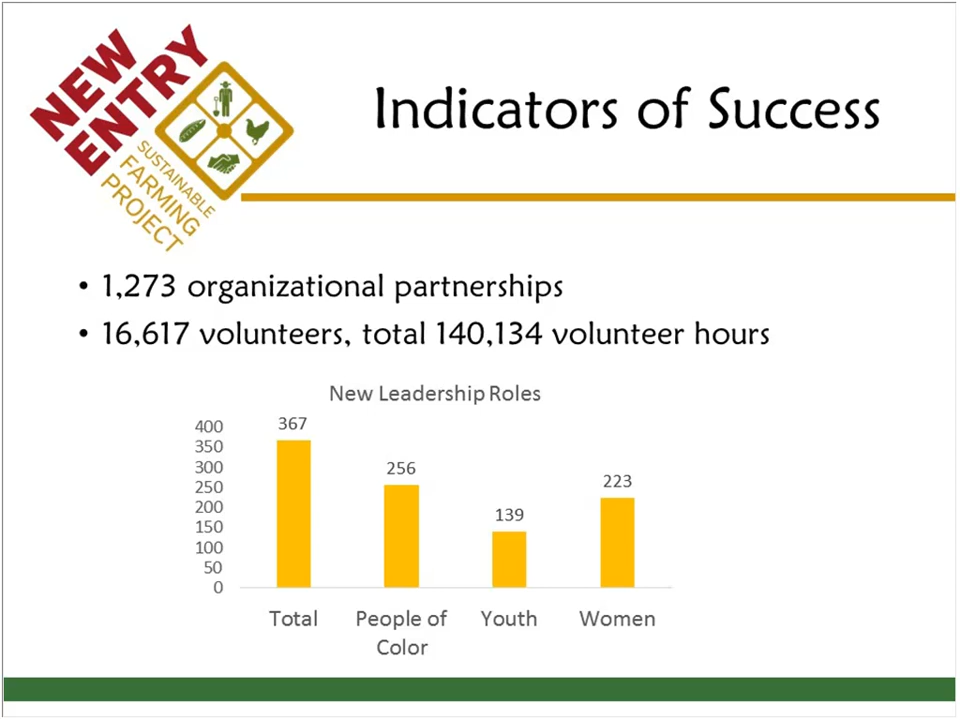 NEW
ENTRY
SUSTAINABLE
FARMING
PROJECT
Indicators of Success
• 1,273 organizational partnerships
• 16,617 volunteers, total 140,134 volunteer hours
New Leadership Roles
400
350
300
250
200
150
100
50
0
367
256
139
223
Total
People of
Color
Youth
Women